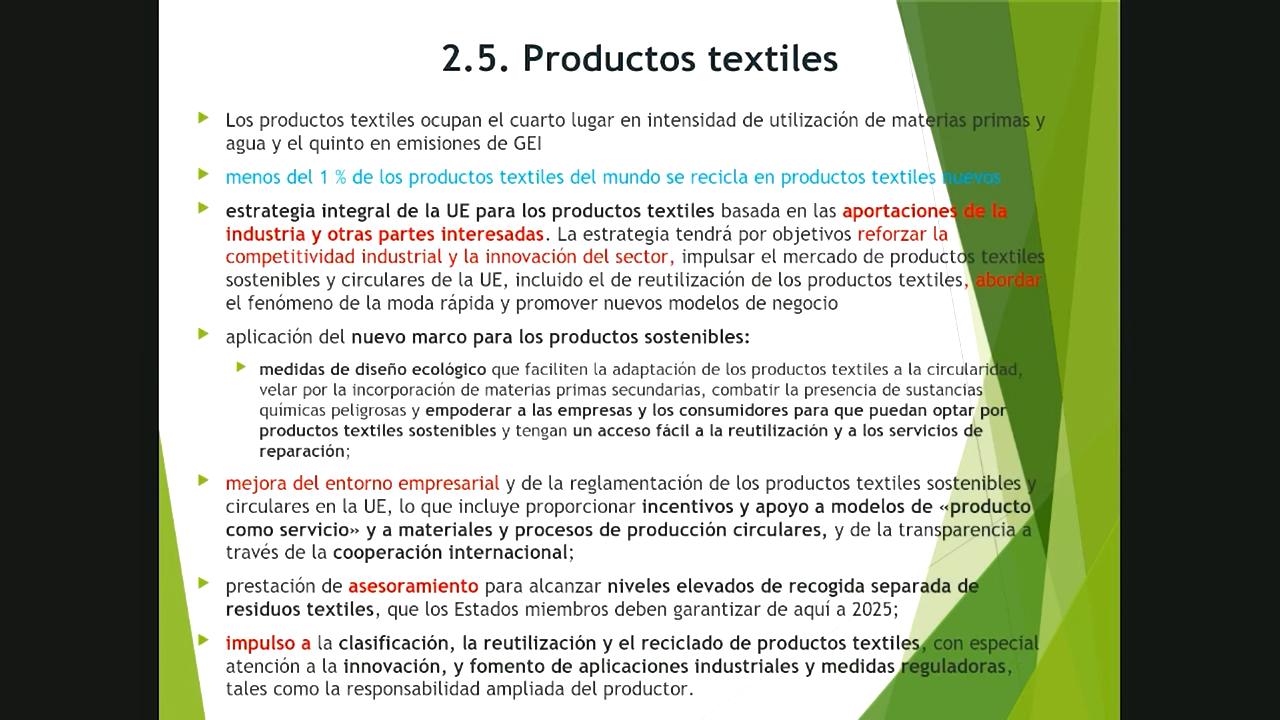 2.5. Productos textiles
Los productos textiles ocupan el cuarto lugar en intensidad de utilización de materias primas y
agua y el quinto en emisiones de GEI
menos del 1 % de los productos textiles del mundo se recicla en productos textiles nuevos
estrategia integral de la UE para los productos textiles basada en las aportaciones de la
industria y otras partes interesadas. La estrategia tendrá por objetivos reforzar la
competitividad industrial y la innovación del sector, impulsar el mercado de productos textiles
sostenibles y circulares de la UE, incluido el de reutilización de los productos textiles, abordar
el fenómeno de la moda rápida y promover nuevos modelos de negocio
aplicación del nuevo marco para los productos sostenibles:
medidas de diseño ecológico que faciliten la adaptación de los productos textiles a la circularidad,
velar por la incorporación de materias primas secundarias, combatir la presencia de sustancias
químicas peligrosas y empoderar a las empresas y los consumidores para que puedan optar por
productos textiles sostenibles y tengan un acceso fácil a la reutilización y a los servicios de
reparación;
mejora del entorno empresarial y de la reglamentación de los productos textiles sostenibles y
circulares en la UE, lo que incluye proporcionar incentivos y apoyo a modelos de «producto
como servicio» y a materiales y procesos de producción circulares, y de la transparencia a
través de la cooperación internacional;
prestación de asesoramiento para alcanzar niveles elevados de recogida separada de
residuos textiles, que los Estados miembros deben garantizar de aquí a 2025;
impulso a la clasificación, la reutilización y el reciclado de productos textiles, con especial
atención a la innovación, y fomento de aplicaciones industriales y medidas reguladoras,
tales como la responsabilidad ampliada del productor.